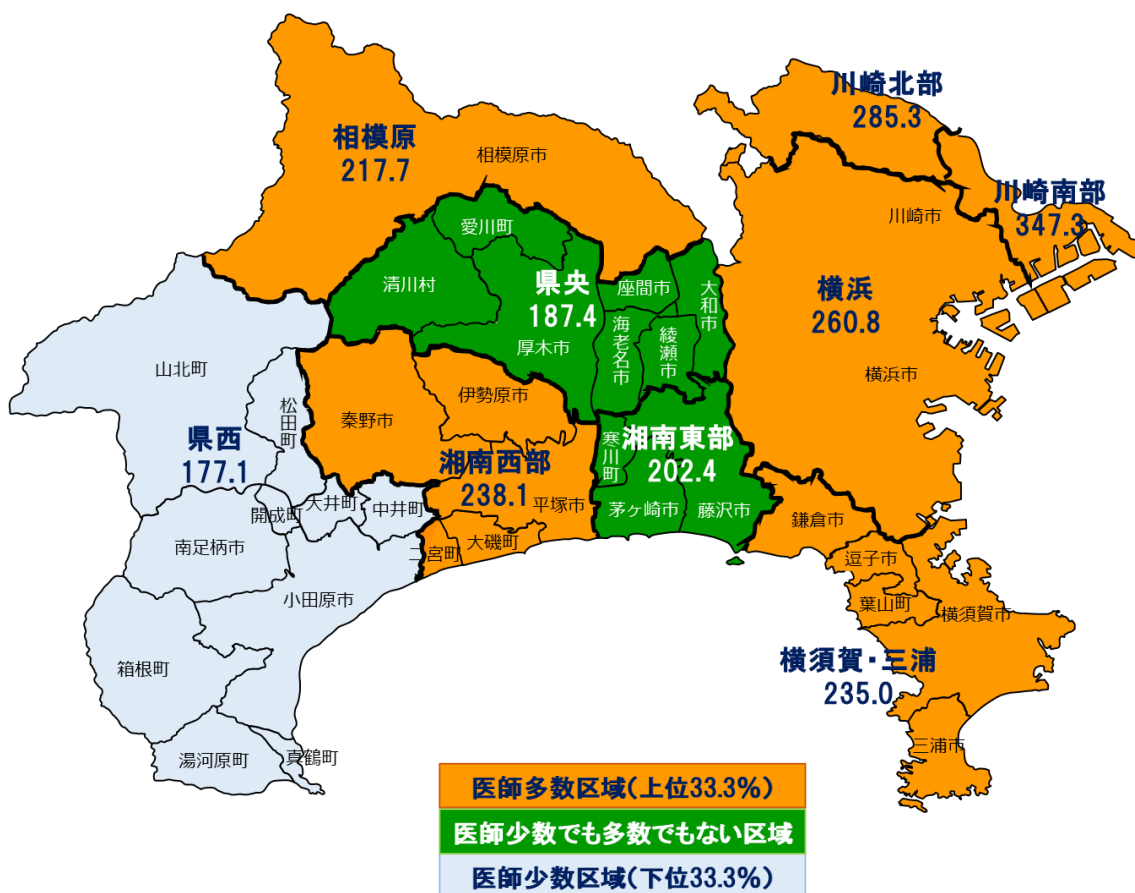 川崎北部
285.3
相模原
217.7
相模原市
川崎南部
347.3
川崎市
愛川町
清川村
県央
187.4
厚木市
座間市
大和市
海老名市
綾瀬市
横浜
260.8
横浜市
山北町
松田町
県西
177.1
秦野市
伊勢原市
湘南西部
238.1
平塚市
寒川町
湘南東部
202.4
茅ヶ崎市
藤沢市
開成町
大井町
中井町
南足柄市
二宮町
大磯町
鎌倉市
逗子市
葉山町
横須賀市
小田原市
箱根町
横須賀・三浦
235.0
三浦市
湯河原町
真鶴町
医師多数区域(上位33.3%)
医師少数でも多数でもない区域
医師少数区域(下位33.3%)